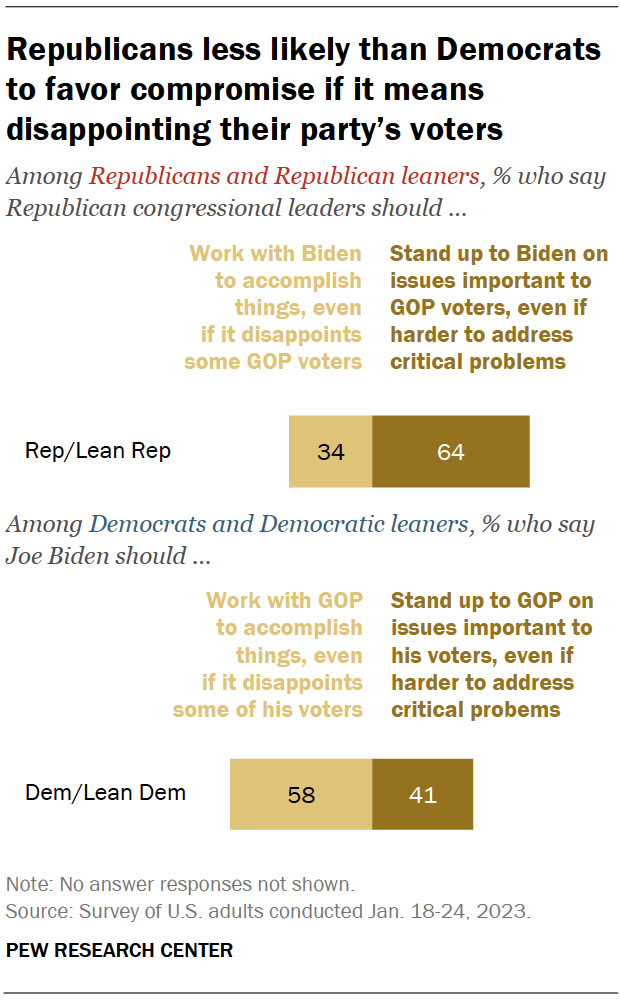 Republicans less likely than Democrats
to favor compromise if it means
disappointing their party's voters
Among Republicans and Republican leaners, % who say
Republican congressional leaders should ...
Work with Biden
to accomplish
things, even
if it disappoints
some GOP voters
Stand up to Biden on
issues important to
GOP voters, even if
harder to address
critical problems
Rep/Lean Rep
34
64
Among Democrats and Democratic leaners, % who say
Joe Biden should ...
Work with GOP
to accomplish
things, even
if it disappoints
some of his voters
Stand up to GOP on
issues important to
his voters, even if
harder to address
critical probems
Dem/Lean Dem
58
41
Note: No answer responses not shown.
Source: Survey of U.S. adults conducted Jan. 18-24, 2023.
PEW RESEARCH CENTER